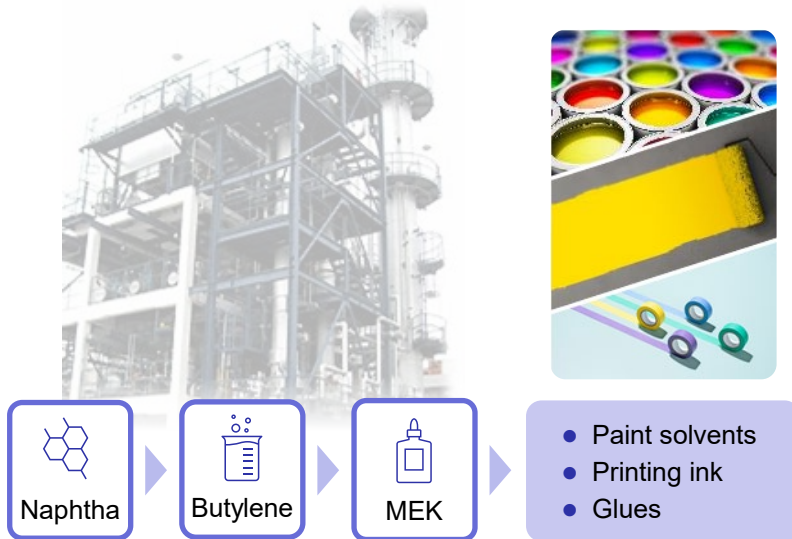 Naphtha
Butylene
MEK
Paint solvents
Printing ink
Glues